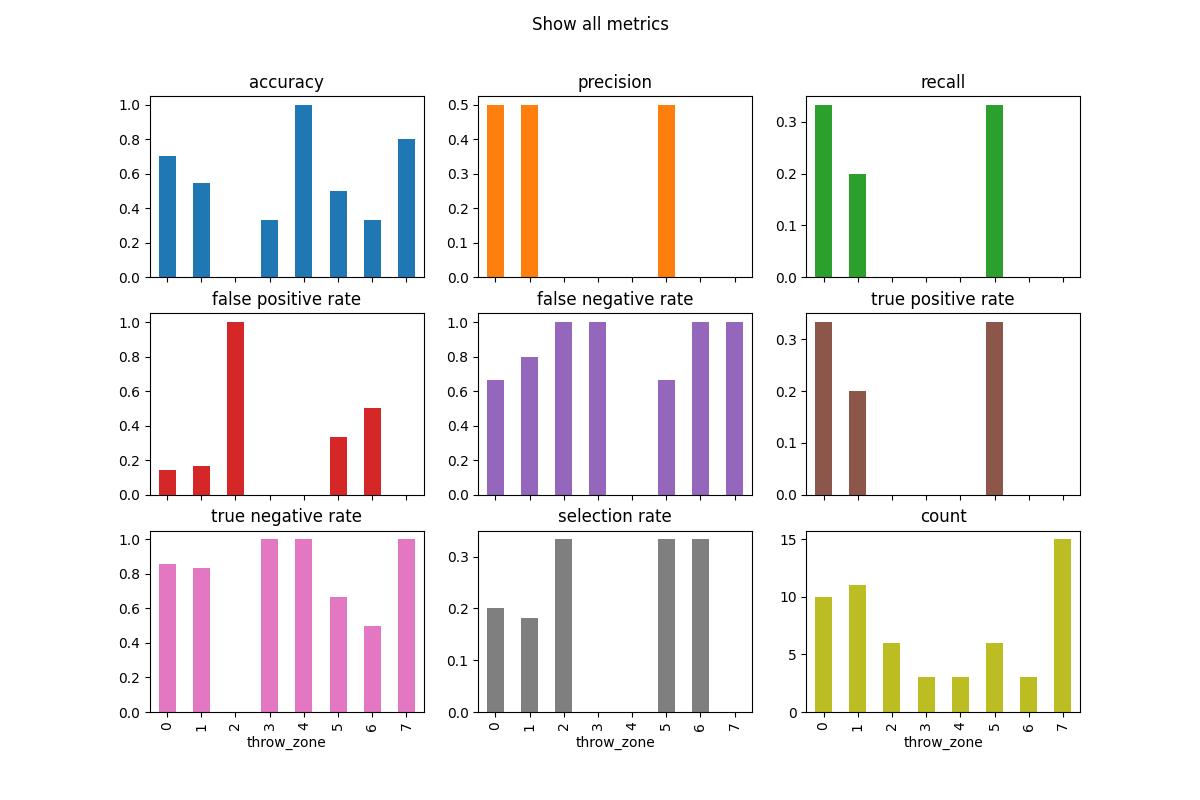 Show all metrics
accuracy
1.0
0.8
0.6
0.4
0.2
0.0
precision
0.5
0.4
0.3
0.2
0.1
0.0
recall
0.3
0.2
0.1
0.0
false positive rate
1.0
0.8
0.6
0.4
0.2
0.0
false negative rate
1.0
0.8
0.6
0.4
0.2
0.0
true positive rate
0.3
0.2
0.1
0.0
true negative rate
1.0
0.8
0.6
0.4
0.2
0.0
0 1 2 3 4 5 6 7
throw_zone
selection rate
0.3
0.2
0.1
0.0
0 1 2 3 4 5 6 7
throw_zone
count
15
10
5
0
0 1 2 3 4 5 6 7
throw_zone